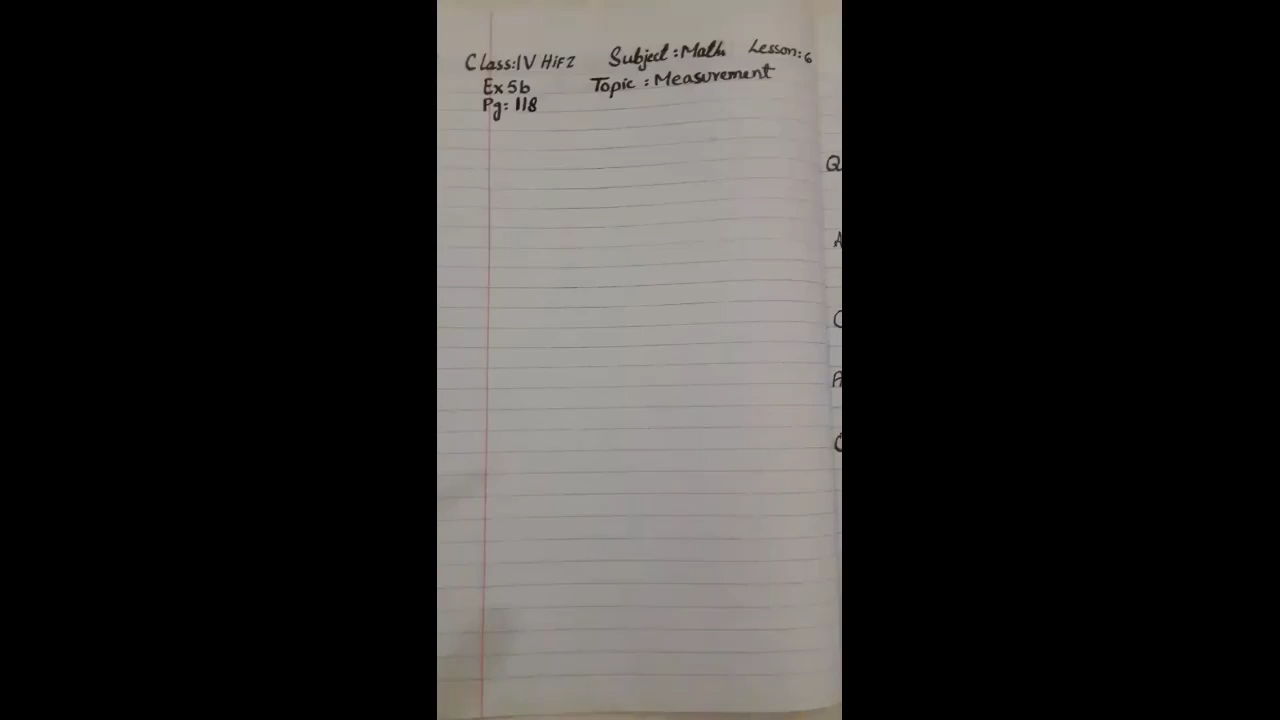 Class:IV HifZ Subject:Math Lesson:6
Ex 5b Topic:Measurement
Pg:118
Q
A